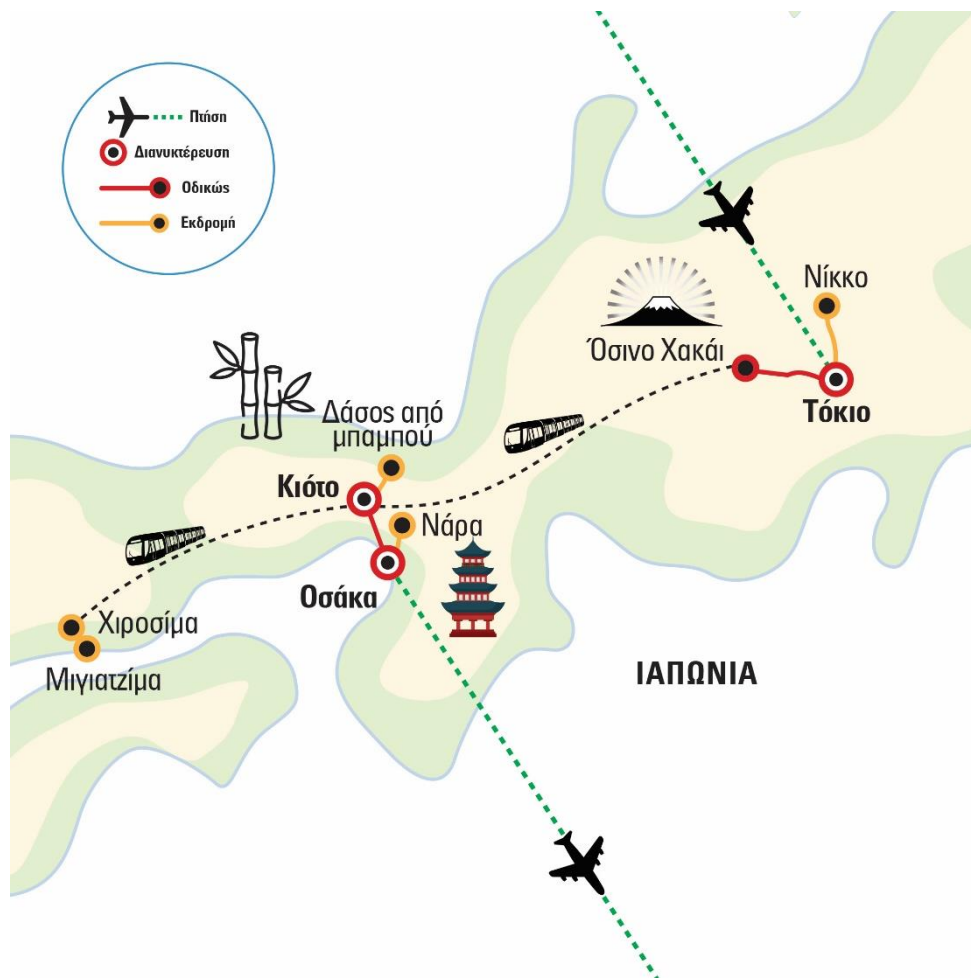 Πτήση
Διανυκτέρευση
Οδικώς
Εκδρομή
Νίκκο
Όσινο Χακάι
Τόκιο
Δάσος από
μπαμπού
Κιότο
Νάρα
Οσάκα
Χιροσίμα
Μιγιατζίμα
ΙΑΠΩΝΙΑ